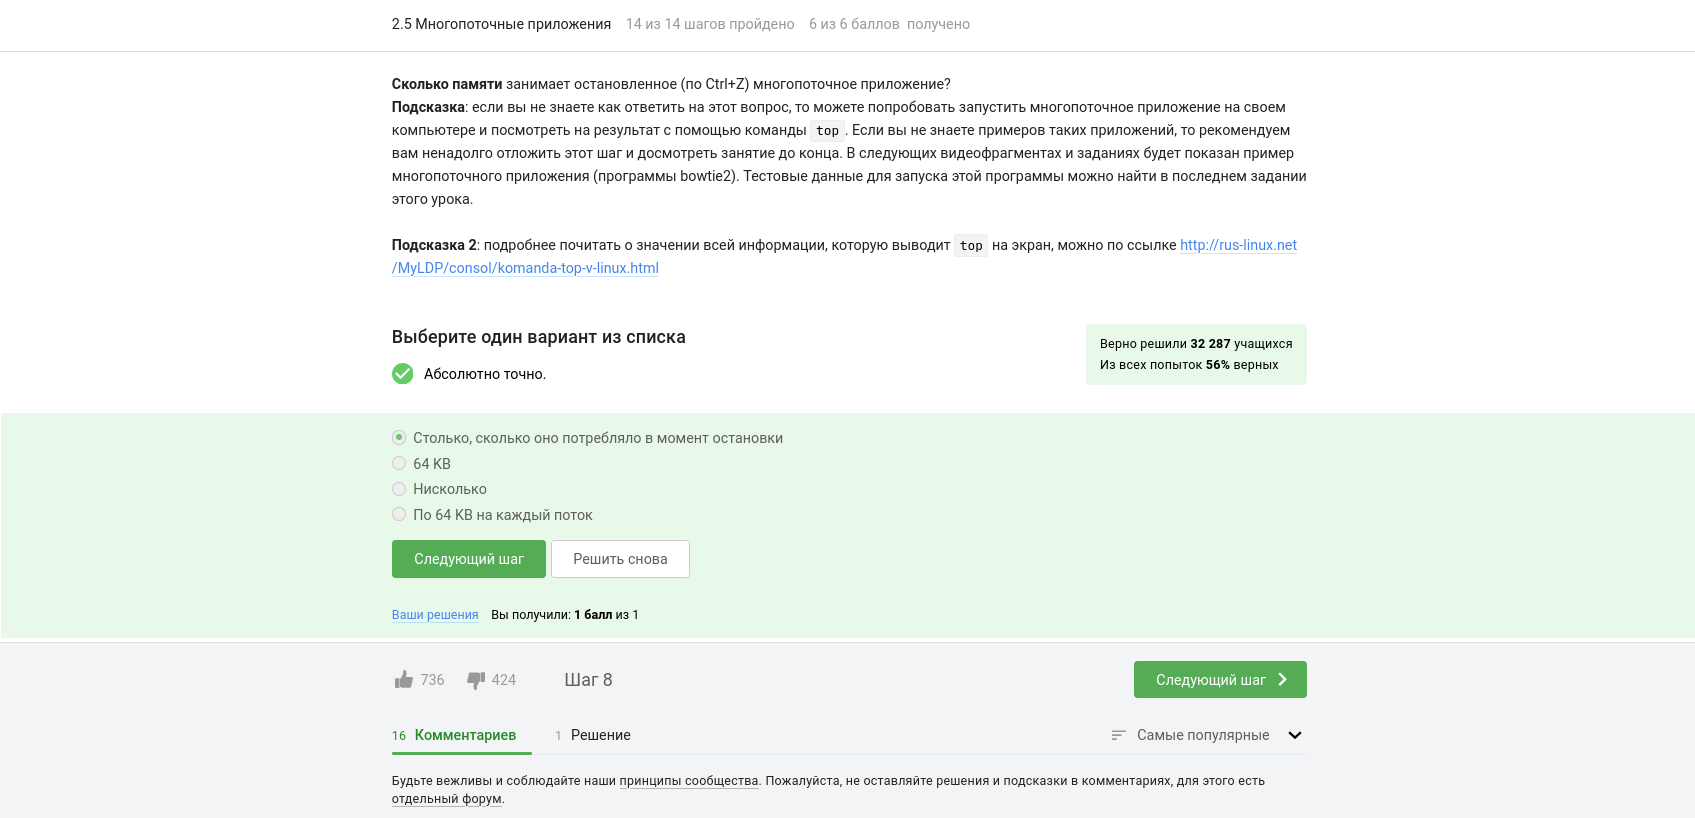 2.5 Многопоточные приложения 14 из 14 шагов пройдено 6 из 6 баллов получено
Сколько памяти занимает остановленное (по Ctrl+Z) многопоточное приложение?
Подсказка: если вы не знаете как ответить на этот вопрос, то можете попробовать запустить многопоточное приложение на своем
компьютере и посмотреть на результат с помощью команды top. Если вы не знаете примеров таких приложений, то рекомендуем
вам ненадолго отложить этот шаг и досмотреть занятие до конца. В следующих видеофрагментах и заданиях будет показан пример
многопоточного приложения (программы bowtie2). Тестовые данные для запуска этой программы можно найти в последнем задании
этого урока.
Подсказка 2: подробнее почитать о значении всей информации, которую выводит top на экран, можно по ссылке http://rus-linux.net
/MyLDP/consol/komanda-top-v-linux.html
Выберите один вариант из списка
Верно решили 32 287 учащихся
Из всех попыток 56% верных
Абсолютно точно.
Столько, сколько оно потребляло в момент остановки
64 KB
Нисколько
По 64 KB на каждый поток
Следующий шаг Решить снова
Ваши решения Вы получили: 1 балл из 1
736 424 Шаг 8 Следующий шаг
16 Комментариев 1 Решение Самые популярные
Будьте вежливы и соблюдайте наши принципы сообщества. Пожалуйста, не оставляйте решения и подсказки в комментариях, для этого есть
отдельный форум.